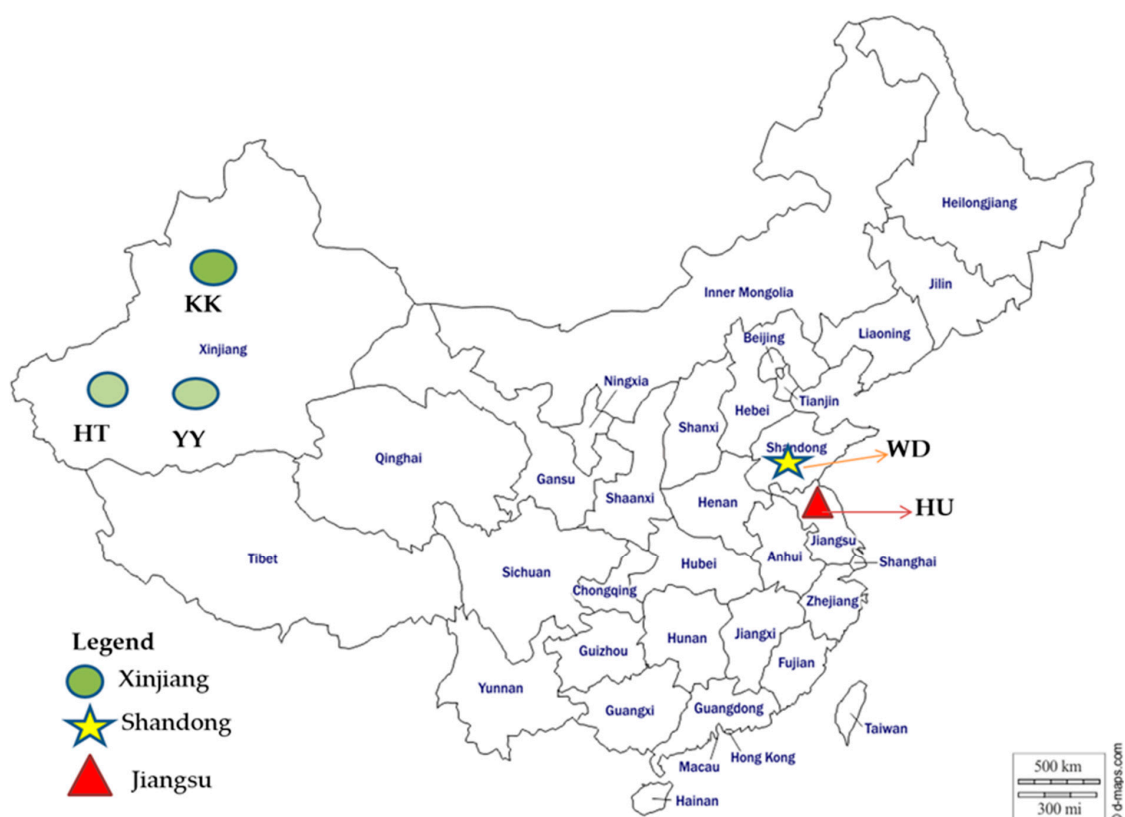 Heilongjiang
Jilin
Inner Mongolia
KK
Liaoning
Beijing
Xinjiang
Ningxia
Tianjin
Hebei
Shanxi
HT
YY
Shandong
WD
Qinghai
Gansu
Shaanxi
Henan
HU
Jiangsu
Tibet
Anhui
Shanghai
Hubei
Sichuan
Chongqing
Zhejiang
Legend
Hunan
Jiangxi
Guizhou
Fujian
Xinjiang
Yunnan
Guangxi
Guangdong
Shandong
Taiwan
Hong Kong
Macau
Jiangsu
Hainan
500 km
300 mi
© d-maps.com